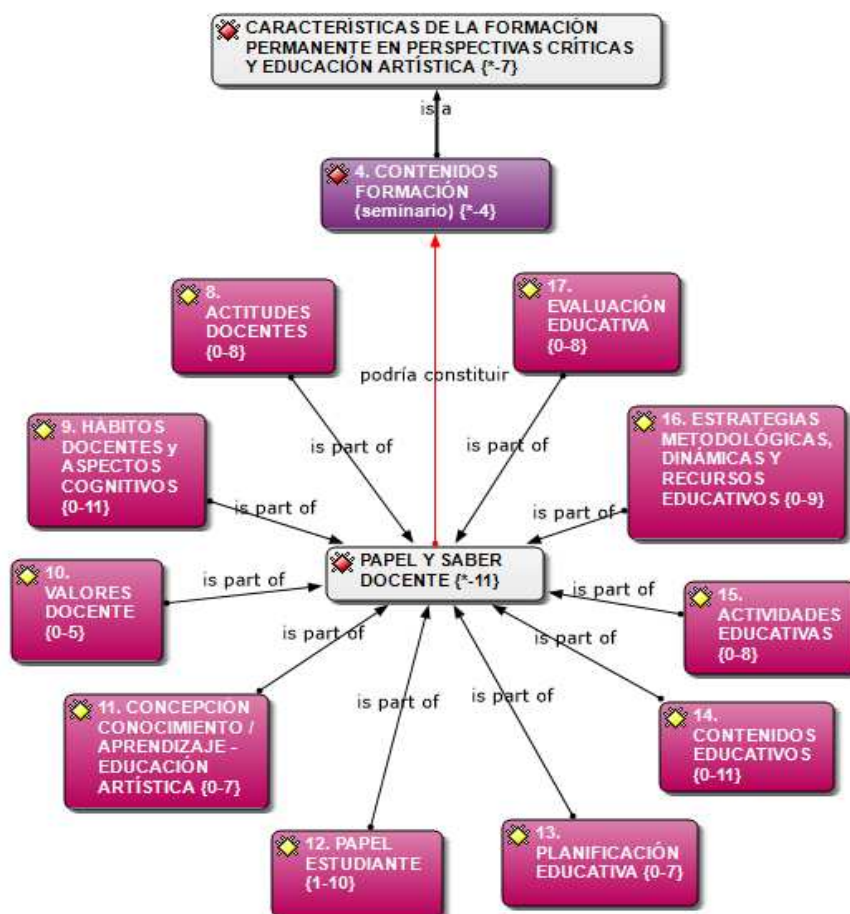 CARACTERÍSTICAS DE LA FORMACIÓN
PERMANENTE EN PERSPECTIVAS CRÍTICAS
Y EDUCACIÓN ARTÍSTICA {*-7}
is a
4. CONTENIDOS
FORMACIÓN
(seminario) {*-4}
8.
ACTITUDES
DOCENTES
{0-8}
17.
EVALUACIÓN
EDUCATIVA
{0-8}
podría constituir
9. HÁBITOS
DOCENTES y
ASPECTOS
COGNITIVOS
{0-11}
is part of
is part of
16. ESTRATEGIAS
METODOLÓGICAS,
DINÁMICAS Y
RECURSOS
EDUCATIVOS {0-9}
is part of
is part of
PAPEL Y SABER
DOCENTE {*-11}
10.
VALORES
DOCENTE
{0-5}
is part of
is part of
15.
ACTIVIDADES
EDUCATIVAS
{0-8}
is part of
is part of
11. CONCEPCIÓN
CONOCIMIENTO /
APRENDIZAJE -
EDUCACIÓN
ARTÍSTICA {0-7}
is part of
is part of
14.
CONTENIDOS
EDUCATIVOS
{0-11}
12. PAPEL
ESTUDIANTE
{1-10}
13.
PLANIFICACIÓN
EDUCATIVA {0-7}